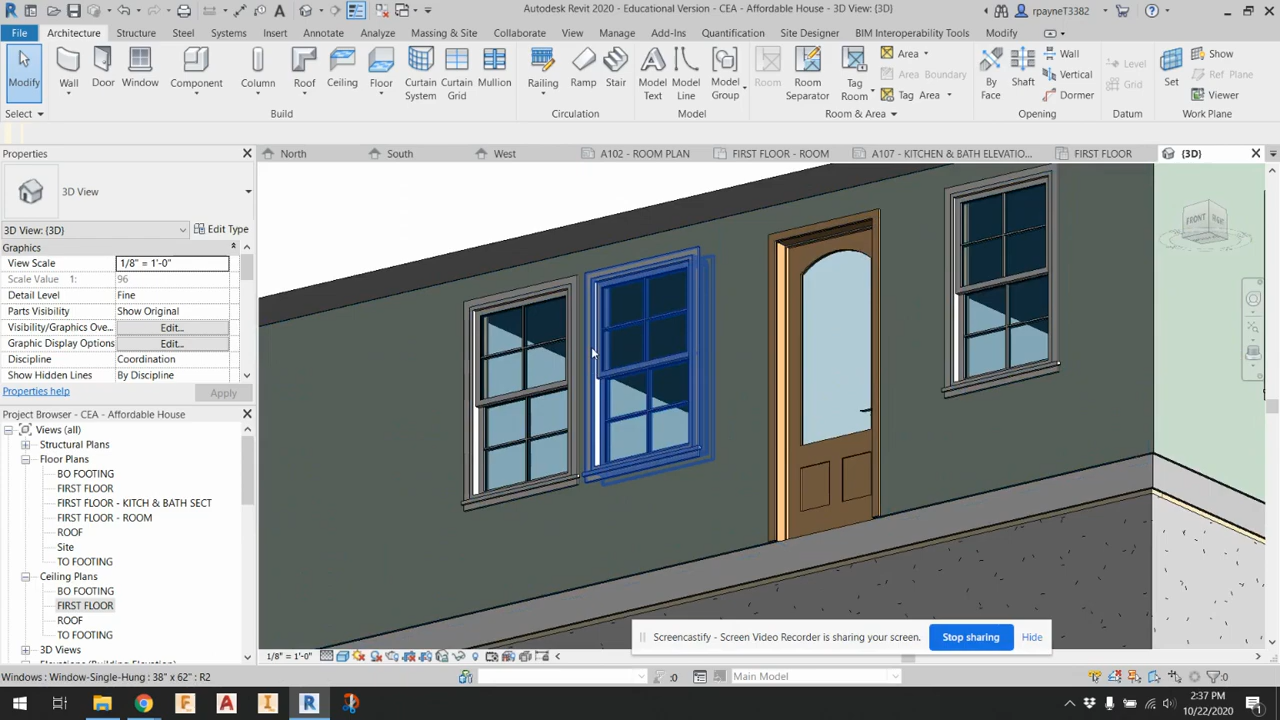 Autodesk Revit 2020 - Educational Version - CEA - Affordable House - 3D View: {3D}
rpayneT3382
File Architecture Structure Steel Systems Insert Annotate Analyze Massing & Site Collaborate View Manage Add-Ins Quantification Site Designer BIM Interoperability Tools Modify
Modify Wall Door Window Component Column Roof Ceiling Floor Curtain System Curtain Grid Mullion Railing Ramp Stair Model Text Model Line Model Group Room Room Separator Tag Room Area Area Boundary Tag Area By Face Shaft Wall Vertical Dormer Level Grid Set Show Ref Plane Viewer
Select Build Circulation Model Room & Area Opening Datum Work Plane
Properties
North South West A102 - ROOM PLAN FIRST FLOOR - ROOM A107 - KITCHEN & BATH ELEVATIO... FIRST FLOOR {3D}
3D View
3D View: {3D} Edit Type
Graphics
View Scale 1/8" = 1'-0"
Scale Value 1: 96
Detail Level Fine
Parts Visibility Show Original
Visibility/Graphics Ove... Edit...
Graphic Display Options Edit...
Discipline Coordination
Show Hidden Lines By Discipline
Properties help Apply
FRONT
Project Browser - CEA - Affordable House
Views (all)
Structural Plans
Floor Plans
BO FOOTING
FIRST FLOOR
FIRST FLOOR - KITCH & BATH SECT
FIRST FLOOR - ROOM
ROOF
Site
TO FOOTING
Ceiling Plans
BO FOOTING
FIRST FLOOR
ROOF
TO FOOTING
3D Views
Elevations (Building Elevation)
Screencastify - Screen Video Recorder is sharing your screen. Stop sharing Hide
1/8" = 1'-0"
Windows : Window-Single-Hung : 38" x 62" : R2
:0 Main Model :0
2:37 PM
10/22/2020